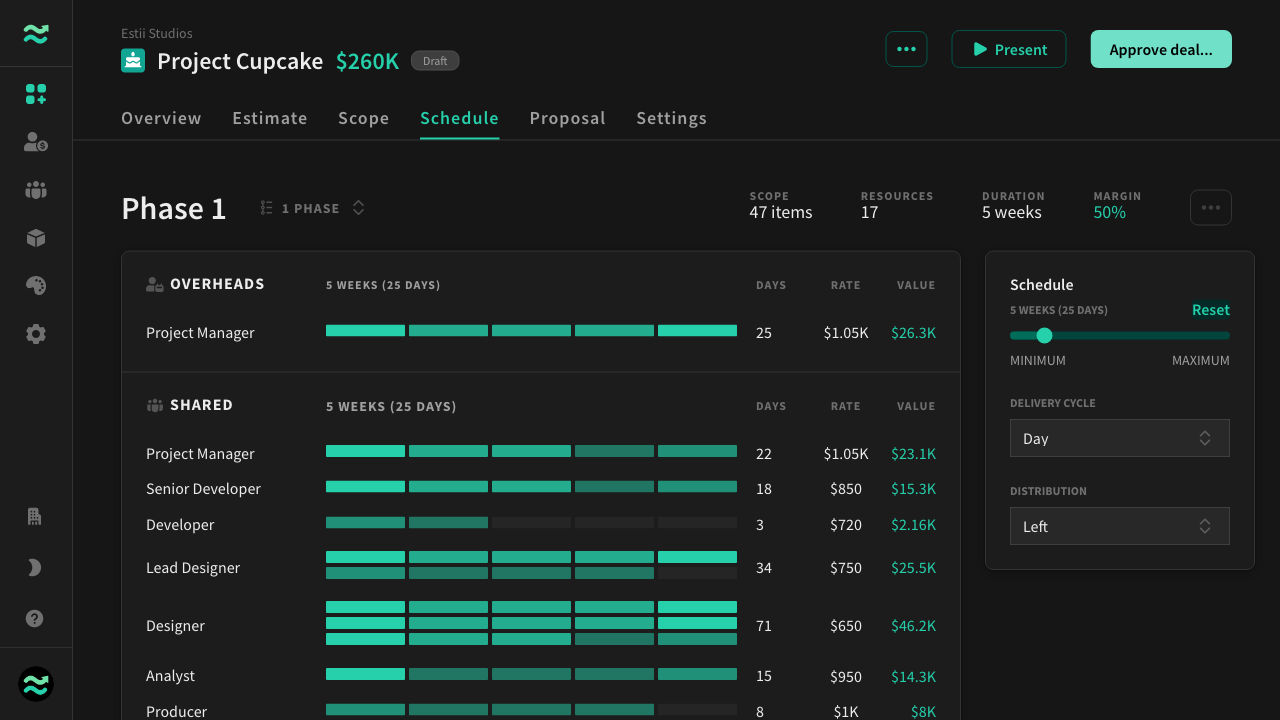 Estii Studios
Project Cupcake $260K Draft
Present
Approve deal...
Overview Estimate Scope Schedule Proposal Settings
Phase 1
1 PHASE
SCOPE RESOURCES DURATION MARGIN
47 items 17 5 weeks 50%
OVERHEADS 5 WEEKS (25 DAYS) DAYS RATE VALUE
Project Manager 25 $1.05K $26.3K
SHARED 5 WEEKS (25 DAYS) DAYS RATE VALUE
Project Manager 22 $1.05K $23.1K
Senior Developer 18 $850 $15.3K
Developer 3 $720 $2.16K
Lead Designer 34 $750 $25.5K
Designer 71 $650 $46.2K
Analyst 15 $950 $14.3K
Producer 8 $1K $8K
Schedule
5 WEEKS (25 DAYS) Reset
MINIMUM MAXIMUM
DELIVERY CYCLE
Day
DISTRIBUTION
Left